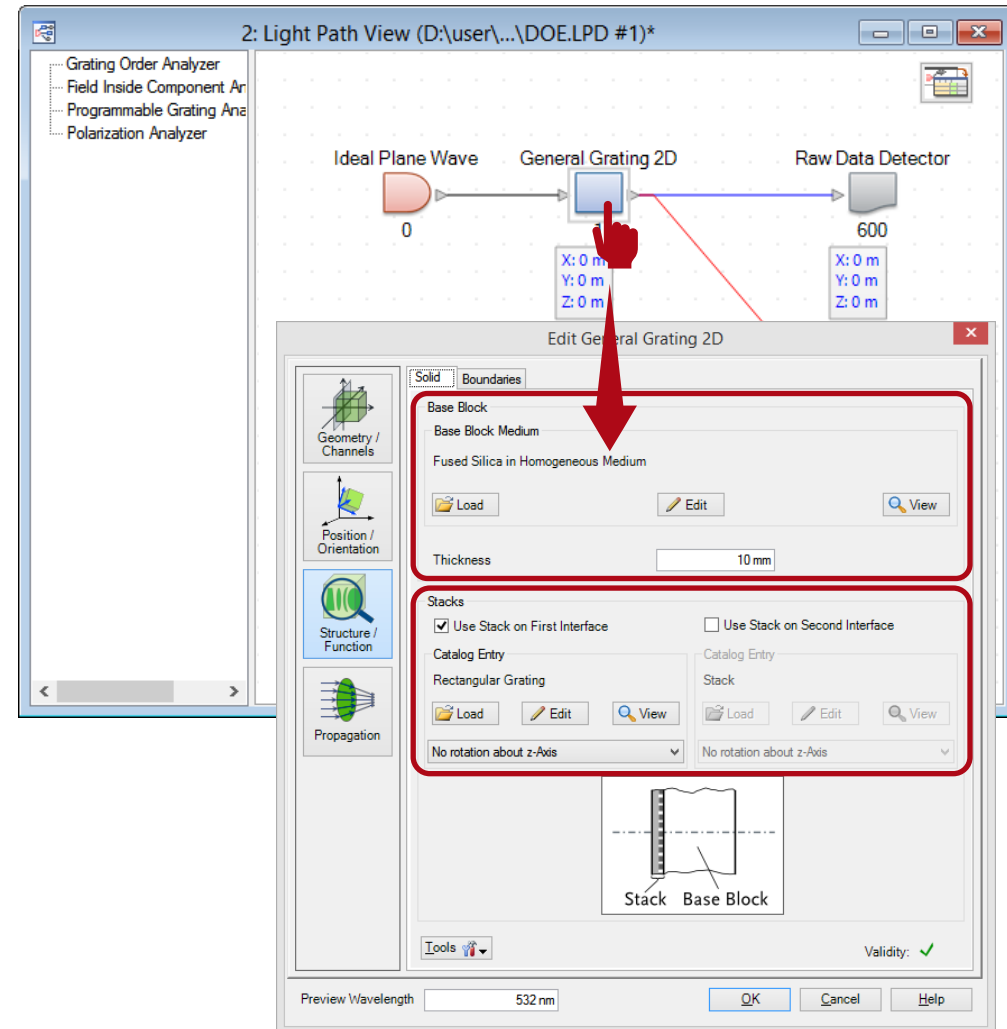 2: Light Path View (D:\user\...\DOE.LPD #1)*
Grating Order Analyzer
Field Inside Component An
Programmable Grating Ana
Polarization Analyzer
Ideal Plane Wave
General Grating 2D
Raw Data Detector
0
600
X: 0 m
Y: 0 m
Z: 0 m
X: 0 m
Y: 0 m
Z: 0 m
Edit General Grating 2D
Geometry /
Channels
Position /
Orientation
Structure /
Function
Propagation
Solid
Boundaries
Base Block
Base Block Medium
Fused Silica in Homogeneous Medium
Load
Edit
View
Thickness
10 mm
Stacks
Use Stack on First Interface
Use Stack on Second Interface
Catalog Entry
Catalog Entry
Rectangular Grating
Stack
Load
Edit
View
Load
Edit
View
No rotation about z-Axis
No rotation about z-Axis
Stack
Base Block
Tools
Validity:
Preview Wavelength
532 nm
OK
Cancel
Help